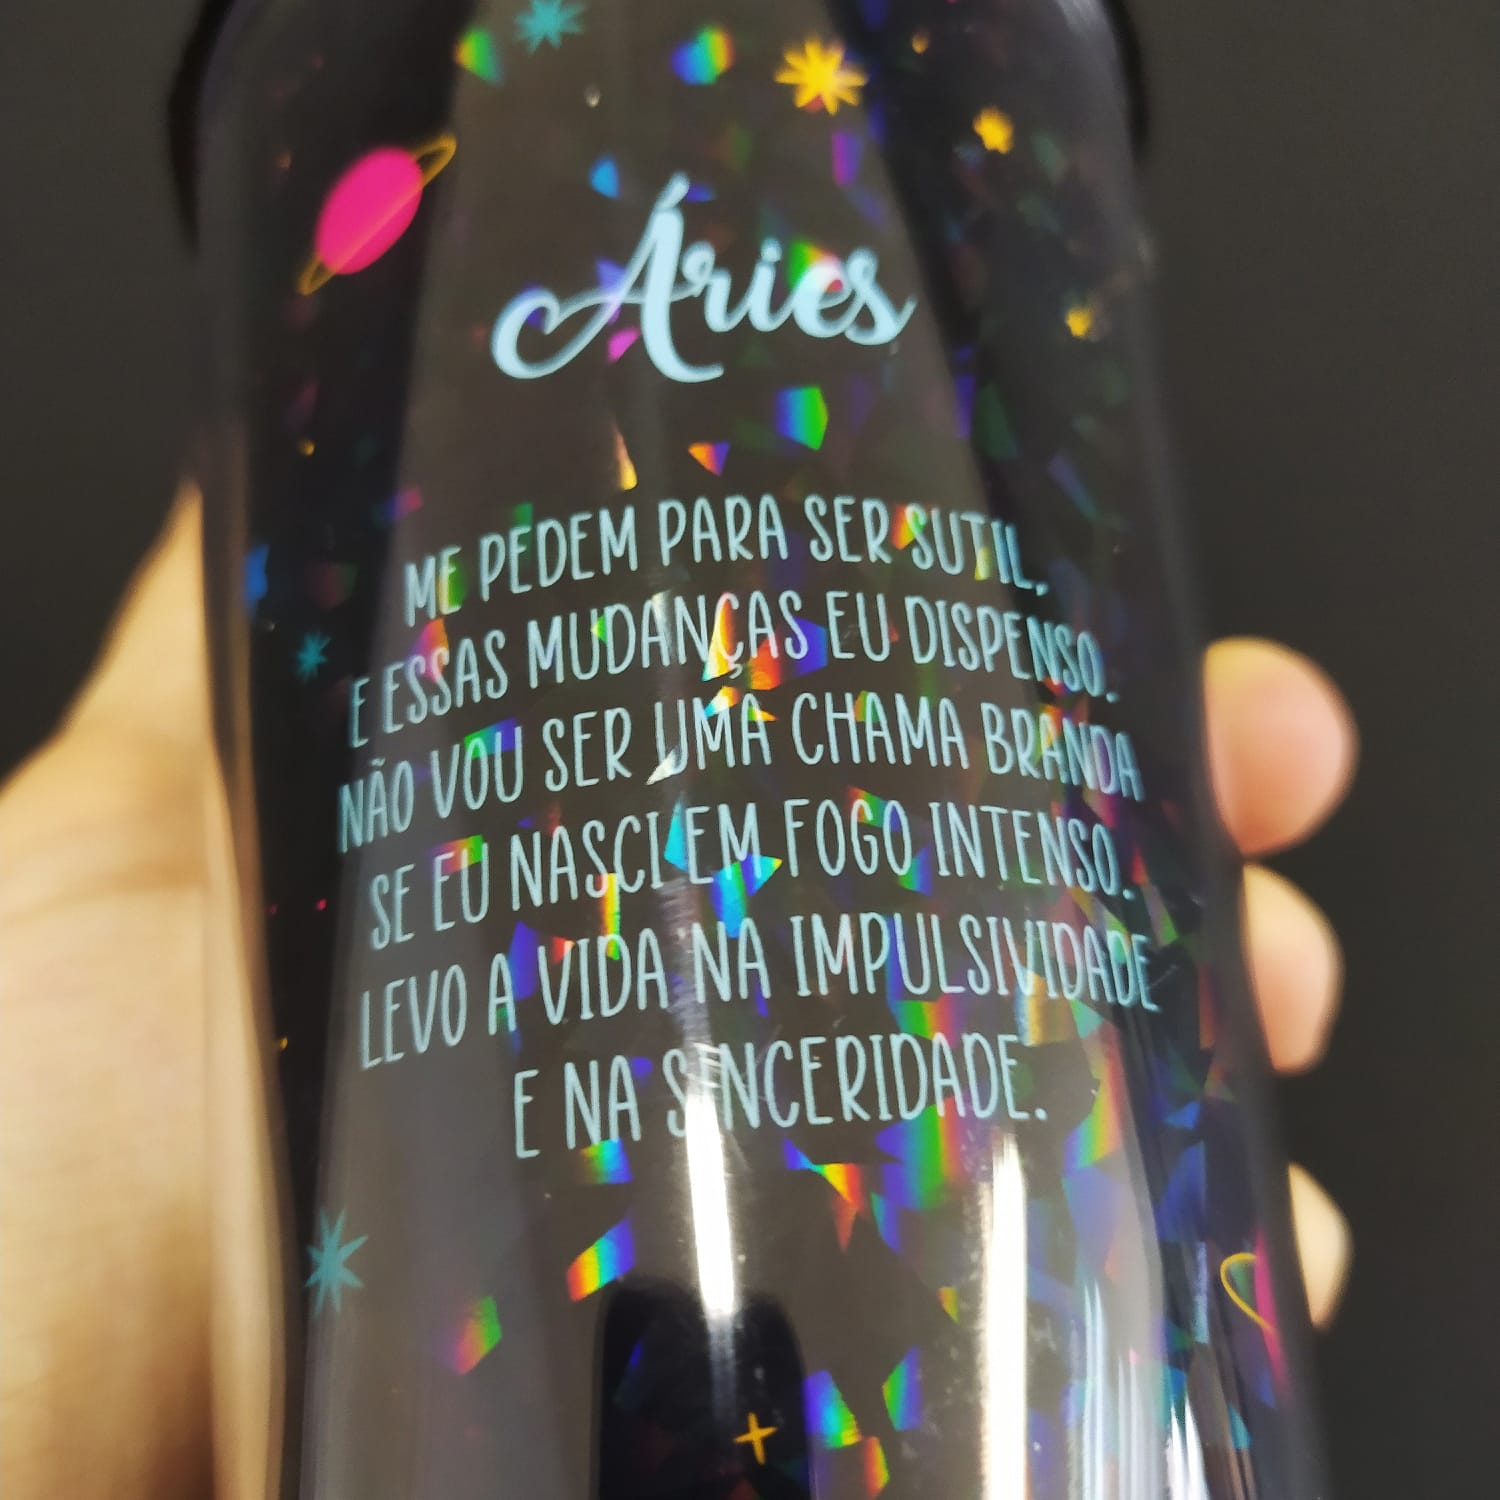 Áries
ME PEDEM PARA SER SUTIL,
E ESSAS MUDANÇAS EU DISPENSO.
NÃO VOU SER UMA CHAMA BRANDA
SE EU NASCI EM FOGO INTENSO.
LEVO A VIDA NA IMPULSIVIDADE
E NA SINCERIDADE.